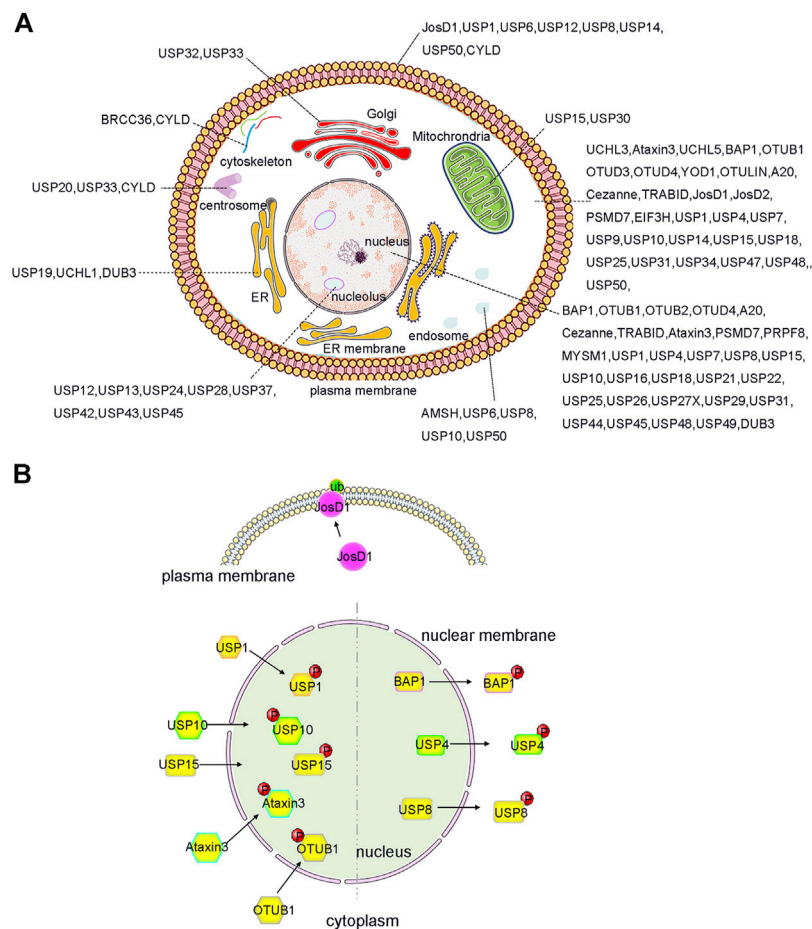 A
JosD1,USP1,USP6,USP12,USP8,USP14,
USP50,CYLD
USP32,USP33
Golgi
Mitochrondria
USP15,USP30
BRCC36,CYLD
cytoskeleton
UCHL3,Ataxin3,UCHL5,BAP1,OTUB1
OTUD3,OTUD4,YOD1,OTULIN,A20,
Cezanne,TRABID,JosD1,JosD2,
PSMD7,EIF3H,USP1,USP4,USP7,
USP9,USP10,USP14,USP15,USP18,
USP25,USP31,USP34,USP47,USP48,,
USP50,
USP20,USP33,CYLD
centrosome
nucleus
USP19,UCHL1,DUB3
ER
nucleolus
ER membrane
endosome
plasma membrane
BAP1,OTUB1,OTUB2,OTUD4,A20,
Cezanne,TRABID,Ataxin3,PSMD7,PRPF8,
MYSM1,USP1,USP4,USP7,USP8,USP15,
USP10,USP16,USP18,USP21,USP22,
USP25,USP26,USP27X,USP29,USP31,
USP44,USP45,USP48,USP49,DUB3
USP12,USP13,USP24,USP28,USP37,
USP42,USP43,USP45
AMSH,USP6,USP8,
USP10,USP50
B
ub
JosD1
JosD1
plasma membrane
nuclear membrane
USP1
P
USP1
BAP1
P
BAP1
USP10
P
USP10
USP4
P
USP4
USP15
P
USP15
P
Ataxin3
Ataxin3
USP8
P
USP8
P
OTUB1
OTUB1
nucleus
cytoplasm